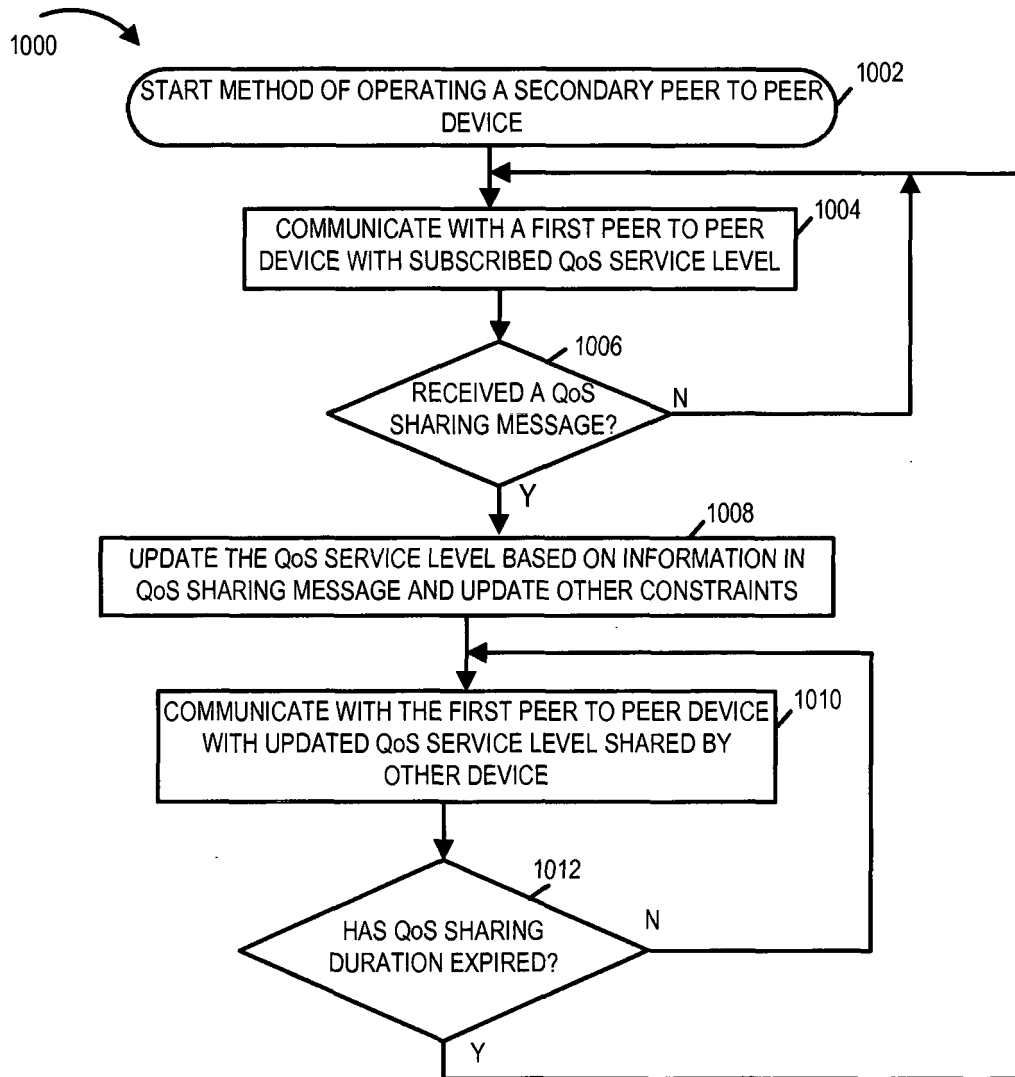 1000
1002
START METHOD OF OPERATING A SECONDARY PEER TO PEER
DEVICE
1004
COMMUNICATE WITH A FIRST PEER TO PEER
DEVICE WITH SUBSCRIBED QoS SERVICE LEVEL
1006
RECEIVED A QoS
SHARING MESSAGE?
N
Y
1008
UPDATE THE QoS SERVICE LEVEL BASED ON INFORMATION IN
QoS SHARING MESSAGE AND UPDATE OTHER CONSTRAINTS
1010
COMMUNICATE WITH THE FIRST PEER TO PEER DEVICE
WITH UPDATED QoS SERVICE LEVEL SHARED BY
OTHER DEVICE
1012
HAS QoS SHARING
DURATION EXPIRED?
N
Y